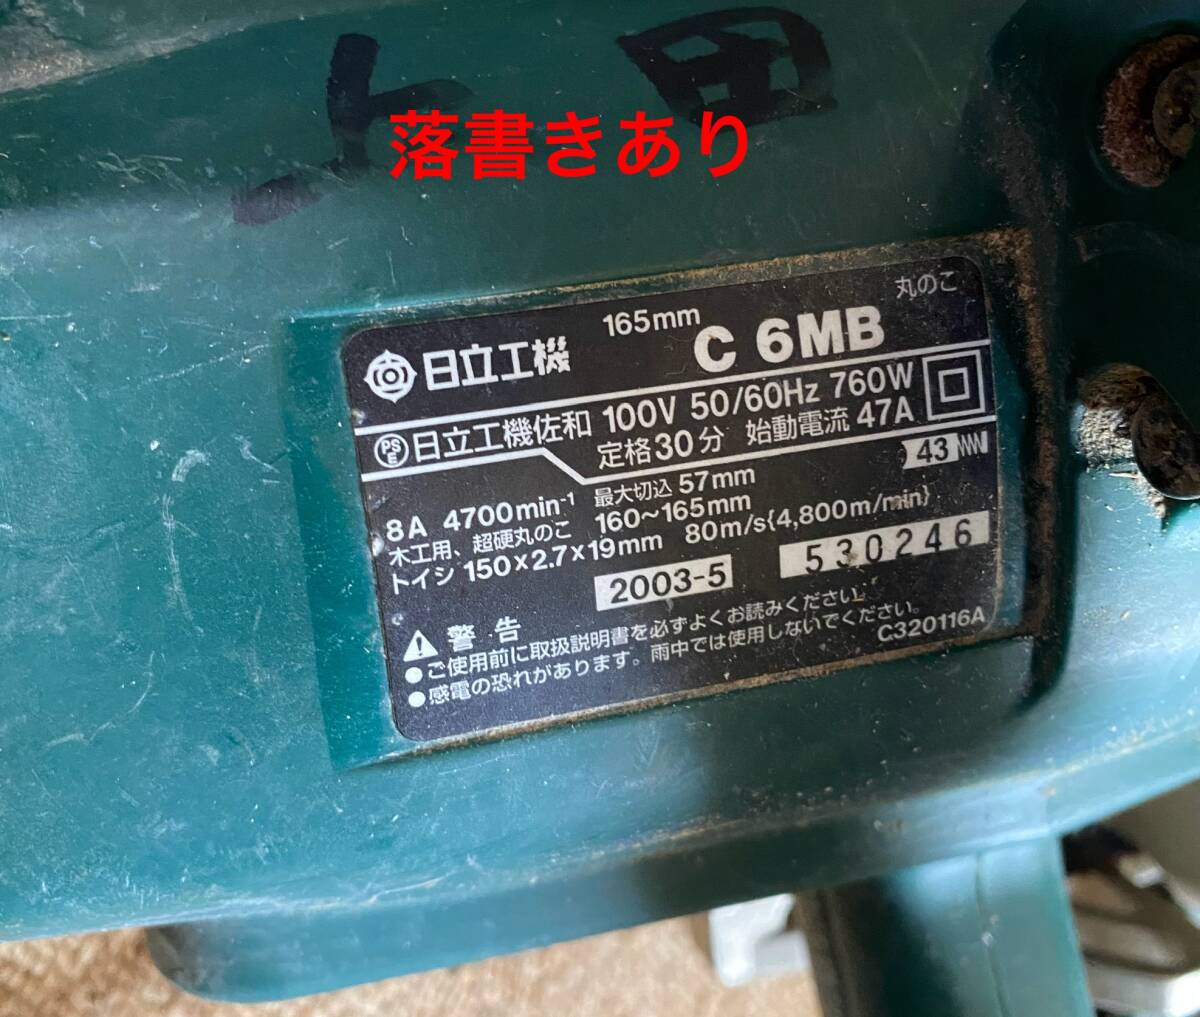 上田
落書きあり
165mm 丸のこ
日立工機 C 6MB
PSE 日立工機佐和 100V 50/60Hz 760W
定格30分 始動電流 47A
43
8A 4700min⁻¹ 最大切込 57mm
木工用、超硬丸のこ 160~165mm
トイシ 150×2.7×19mm 80m/s{4,800m/min}
2003-5 530246
警告
●ご使用前に取扱説明書を必ずよくお読みください。
●感電の恐れがあります。雨中では使用しないでください。
C320116A